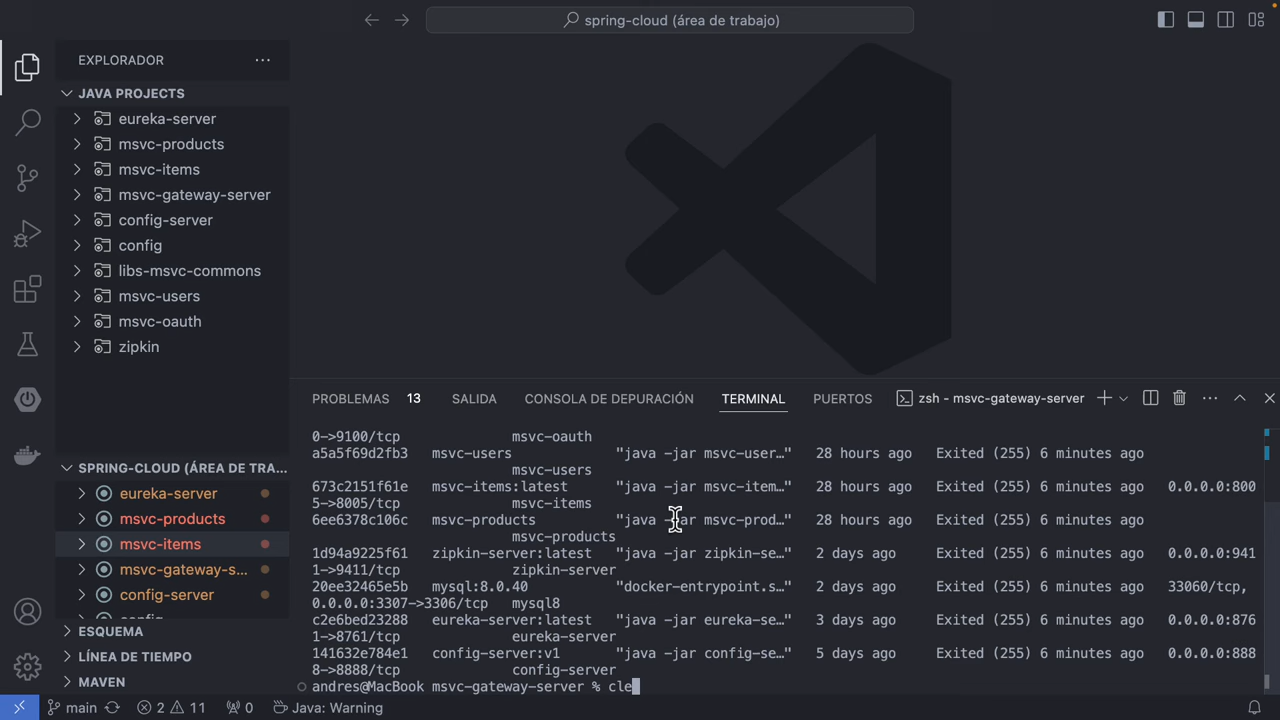 spring-cloud (área de trabajo)
EXPLORADOR
JAVA PROJECTS
eureka-server
msvc-products
msvc-items
msvc-gateway-server
config-server
config
libs-msvc-commons
msvc-users
msvc-oauth
zipkin
SPRING-CLOUD (ÁREA DE TRA...
eureka-server
msvc-products
msvc-items
msvc-gateway-s...
config-server
config
ESQUEMA
LÍNEA DE TIEMPO
MAVEN
PROBLEMAS 13 SALIDA CONSOLA DE DEPURACIÓN TERMINAL PUERTOS zsh - msvc-gateway-server
0->9100/tcp msvc-oauth
a5a5f69d2fb3 msvc-users "java -jar msvc-user…" 28 hours ago Exited (255) 6 minutes ago
msvc-users
673c2151f61e msvc-items:latest "java -jar msvc-item…" 28 hours ago Exited (255) 6 minutes ago 0.0.0.0:800
5->8005/tcp msvc-items
6ee6378c106c msvc-products "java -jar msvc-prod…" 28 hours ago Exited (255) 6 minutes ago
msvc-products
1d94a9225f61 zipkin-server:latest "java -jar zipkin-se…" 2 days ago Exited (255) 6 minutes ago 0.0.0.0:941
1->9411/tcp zipkin-server
20ee32465e5b mysql:8.0.40 "docker-entrypoint.s…" 2 days ago Exited (255) 6 minutes ago 33060/tcp,
0.0.0.0:3307->3306/tcp mysql8
c2e6bed23288 eureka-server:latest "java -jar eureka-se…" 3 days ago Exited (255) 6 minutes ago 0.0.0.0:876
1->8761/tcp eureka-server
141632e784e1 config-server:v1 "java -jar config-se…" 5 days ago Exited (255) 6 minutes ago 0.0.0.0:888
8->8888/tcp config-server
andres@MacBook msvc-gateway-server % cle
main 2 11 0 Java: Warning